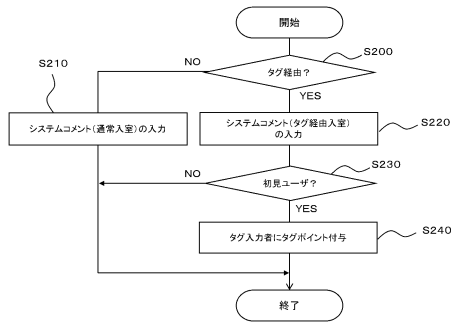 開始
S200
タグ経由？
NO
YES
S210
システムコメント（通常入室）の入力
システムコメント（タグ経由入室）
の入力
S220
S230
初見ユーザ？
NO
YES
タグ入力者にタグポイント付与
S240
終了